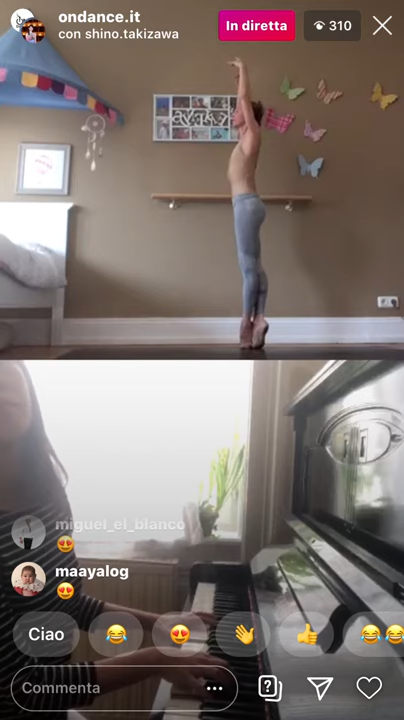 ondance.it
con shino.takizawa
In diretta
310
miguel_el_blanco
😍
maayalog
😍
Ciao 😂 😍 👋 👍 😂😂
Commenta